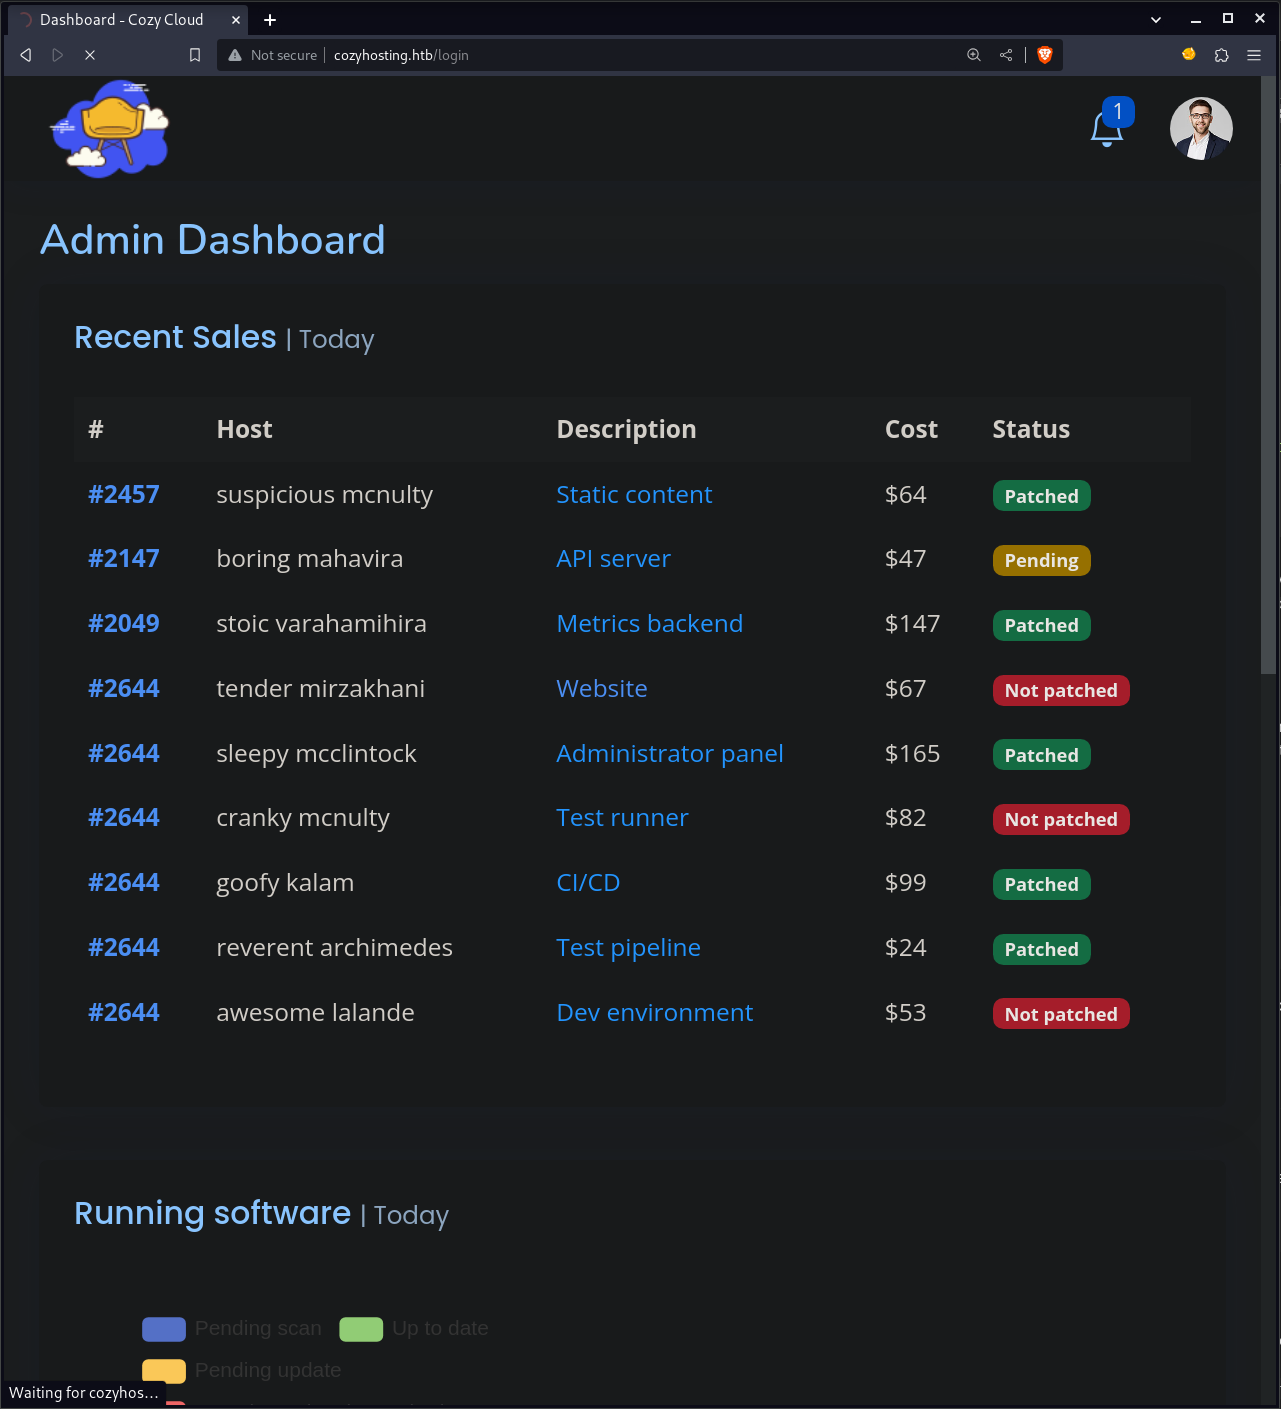 Dashboard - Cozy Cloud
Not secure cozyhosting.htb/login
1
Admin Dashboard
Recent Sales | Today
# Host Description Cost Status
#2457 suspicious mcnulty Static content $64 Patched
#2147 boring mahavira API server $47 Pending
#2049 stoic varahamihira Metrics backend $147 Patched
#2644 tender mirzakhani Website $67 Not patched
#2644 sleepy mcclintock Administrator panel $165 Patched
#2644 cranky mcnulty Test runner $82 Not patched
#2644 goofy kalam CI/CD $99 Patched
#2644 reverent archimedes Test pipeline $24 Patched
#2644 awesome lalande Dev environment $53 Not patched
Running software | Today
Pending scan Up to date
Pending update
Waiting for cozyhos...